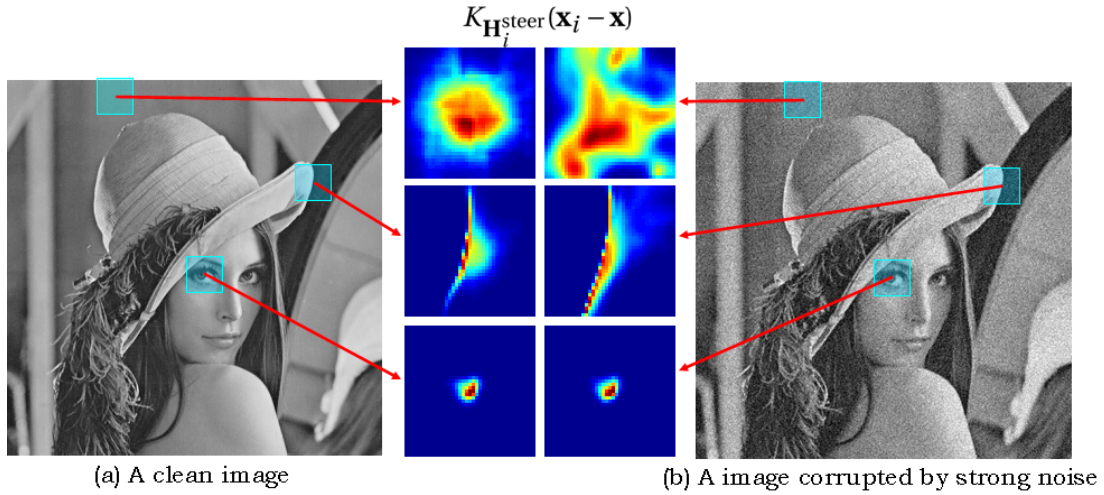 K_{H_i^{steer}}(x_i − x)
(a) A clean image
(b) A image corrupted by strong noise